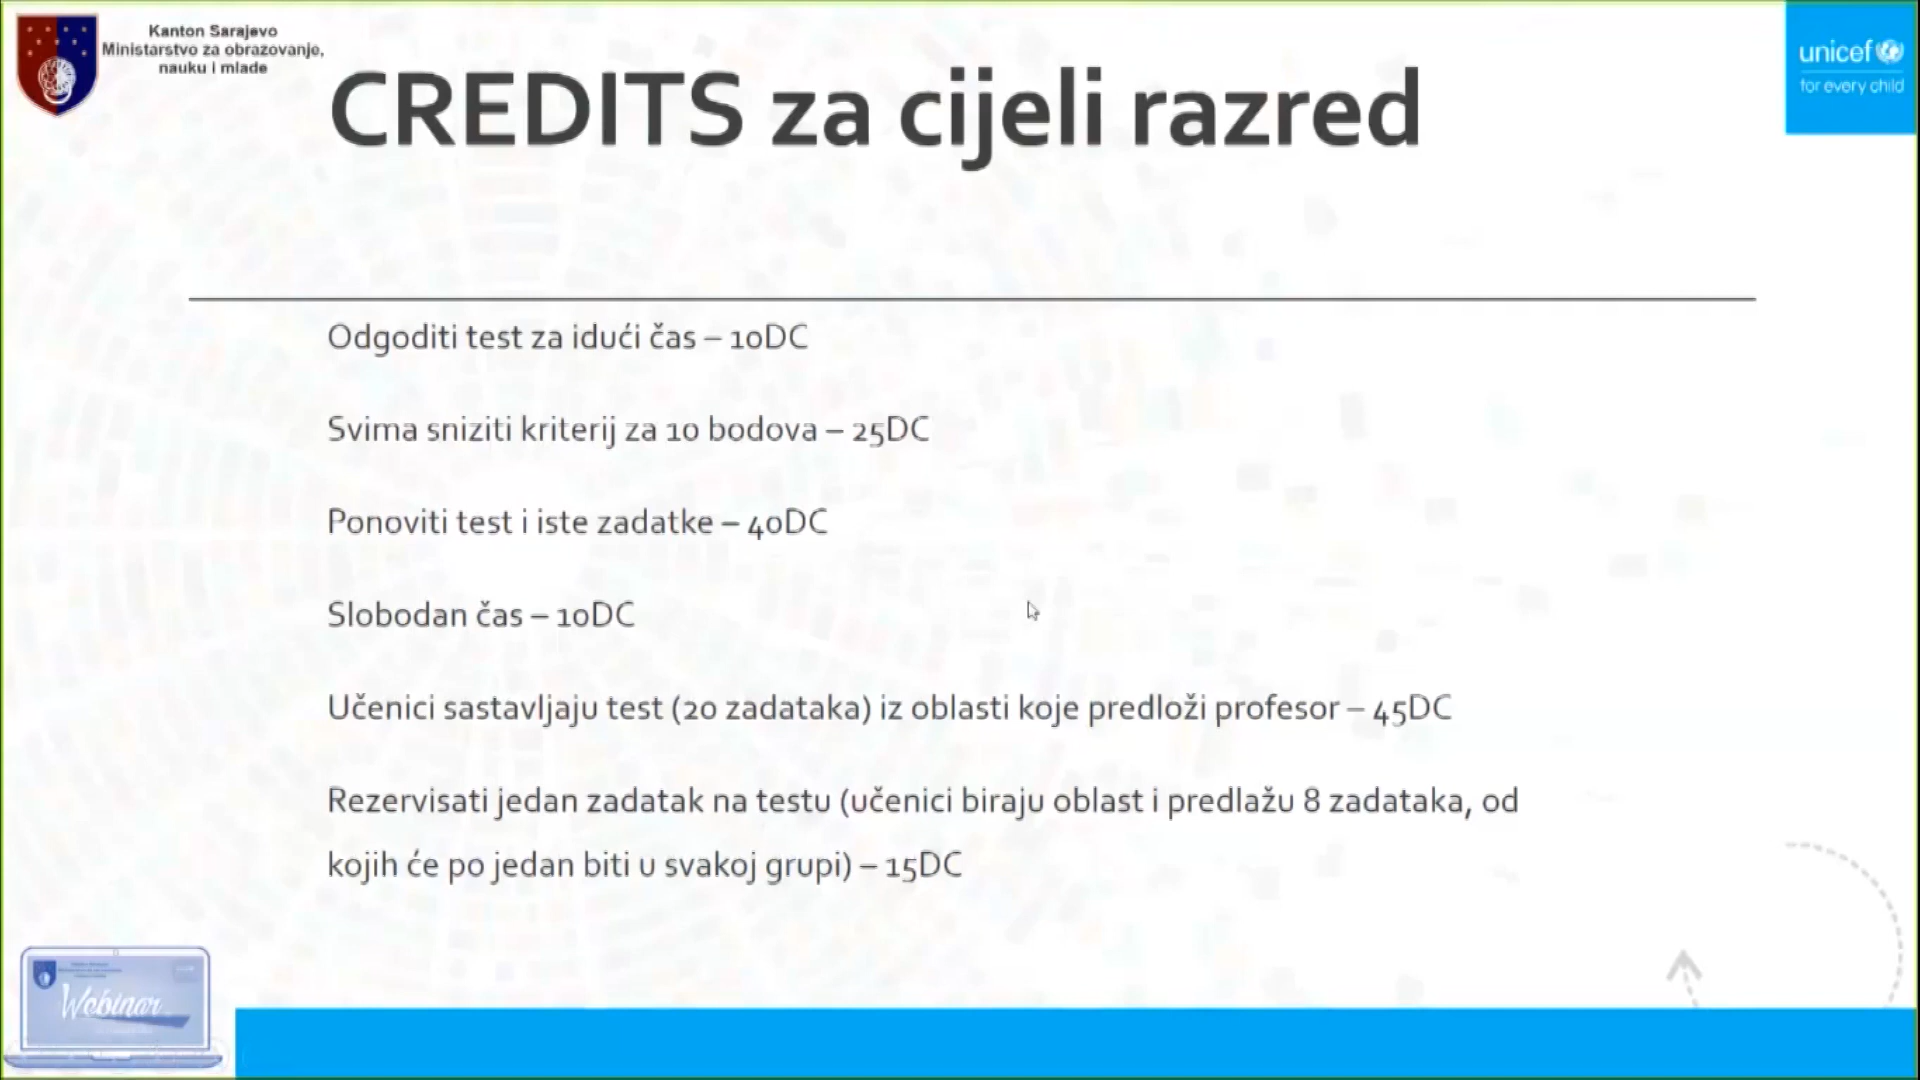 Kanton Sarajevo
Ministarstvo za obrazovanje,
nauku i mlade
unicef
for every child
CREDITS za cijeli razred
Odgoditi test za idući čas – 10DC
Svima sniziti kriterij za 10 bodova – 25DC
Ponoviti test i iste zadatke – 40DC
Slobodan čas – 10DC
Učenici sastavljaju test (20 zadataka) iz oblasti koje predloži profesor – 45DC
Rezervisati jedan zadatak na testu (učenici biraju oblast i predlažu 8 zadataka, od
kojih će po jedan biti u svakoj grupi) – 15DC
Webinar